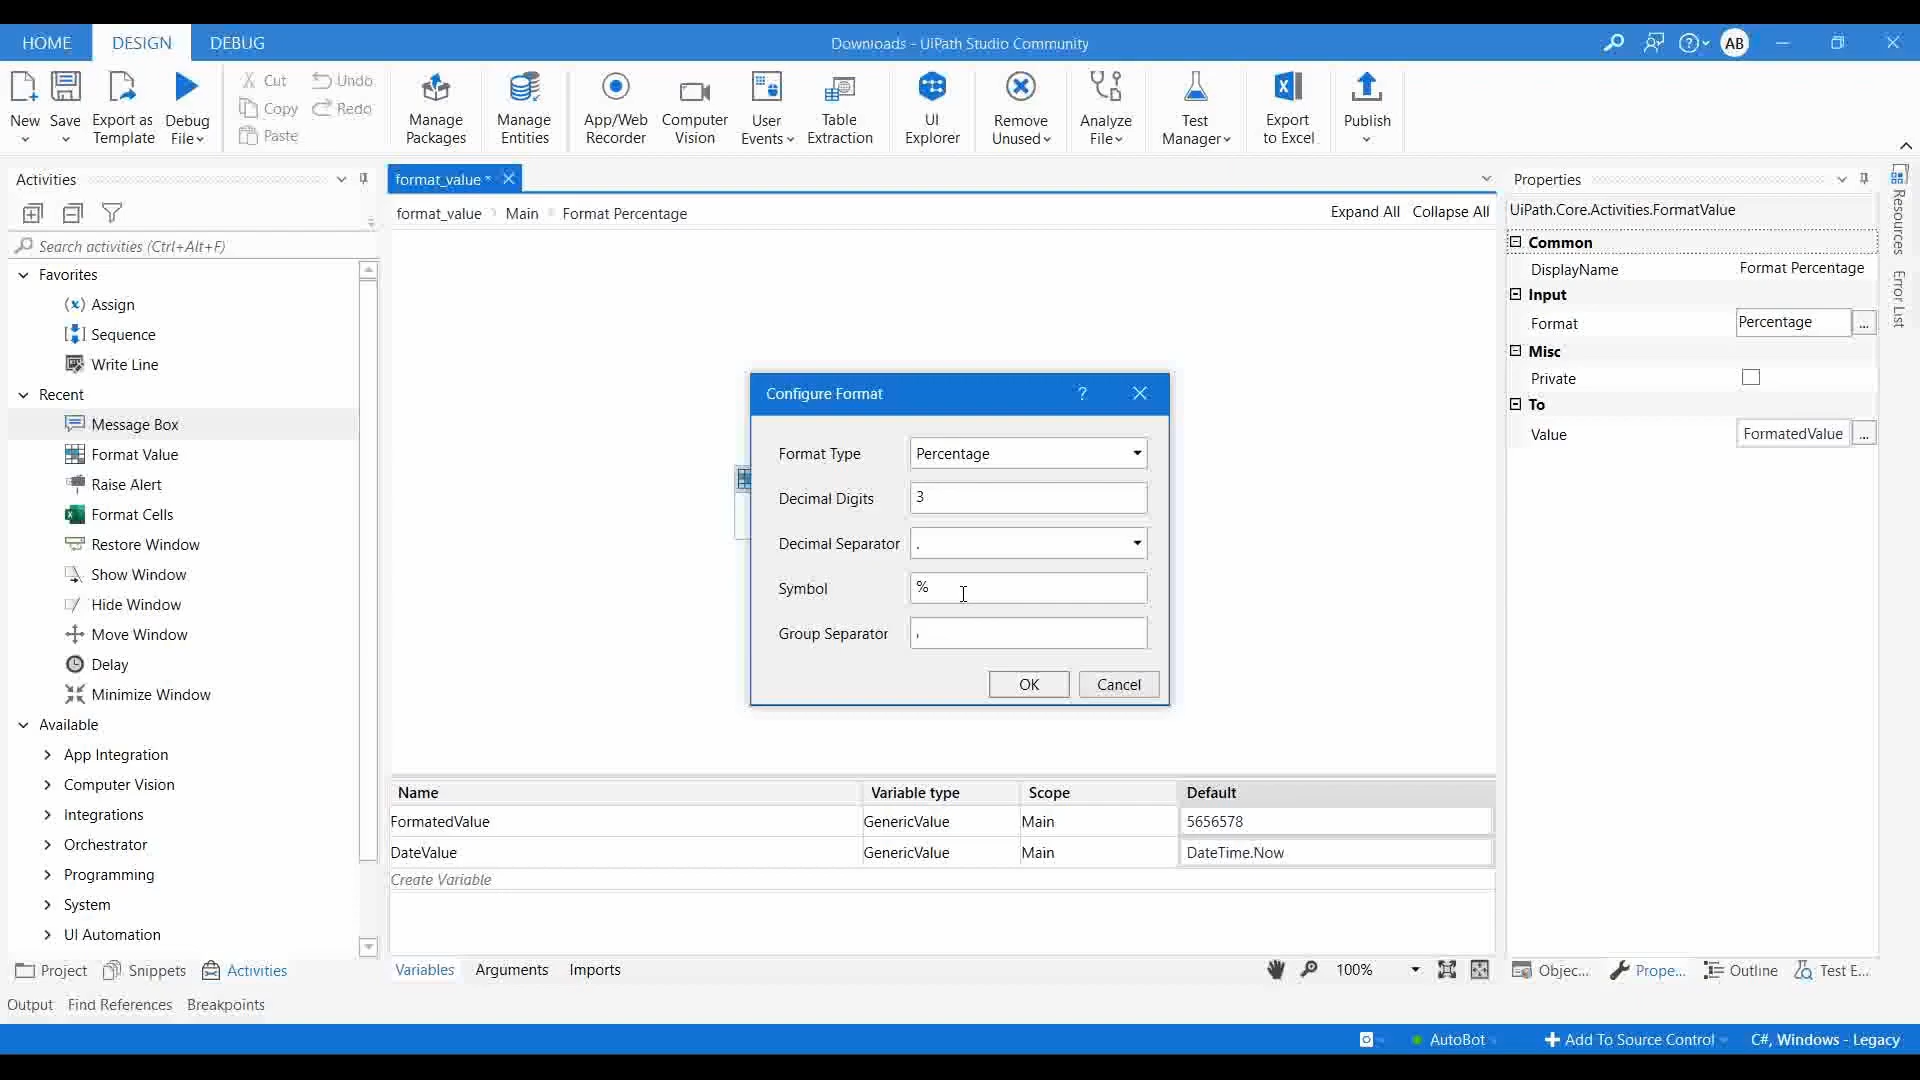 HOME DESIGN DEBUG Downloads - UiPath Studio Community AB
New Save Export as Template Debug File Cut Copy Paste Undo Redo Manage Packages Manage Entities App/Web Recorder Computer Vision User Events Table Extraction UI Explorer Remove Unused Analyze File Test Manager Export to Excel Publish
Activities
Search activities (Ctrl+Alt+F)
Favorites
Assign
Sequence
Write Line
Recent
Message Box
Format Value
Raise Alert
Format Cells
Restore Window
Show Window
Hide Window
Move Window
Delay
Minimize Window
Available
App Integration
Computer Vision
Integrations
Orchestrator
Programming
System
UI Automation
Project Snippets Activities
format_value *
format_value Main Format Percentage Expand All Collapse All
Configure Format ?
Format Type Percentage
Decimal Digits 3
Decimal Separator .
Symbol %
Group Separator ,
OK Cancel
Name Variable type Scope Default
FormatedValue GenericValue Main 5656578
DateValue GenericValue Main DateTime.Now
Create Variable
Variables Arguments Imports 100%
Properties
UiPath.Core.Activities.FormatValue
Common
DisplayName Format Percentage
Input
Format Percentage ...
Misc
Private
To
Value FormatedValue ...
Objec... Prope... Outline Test E...
Resources
Error List
Output Find References Breakpoints
AutoBot Add To Source Control C#, Windows - Legacy